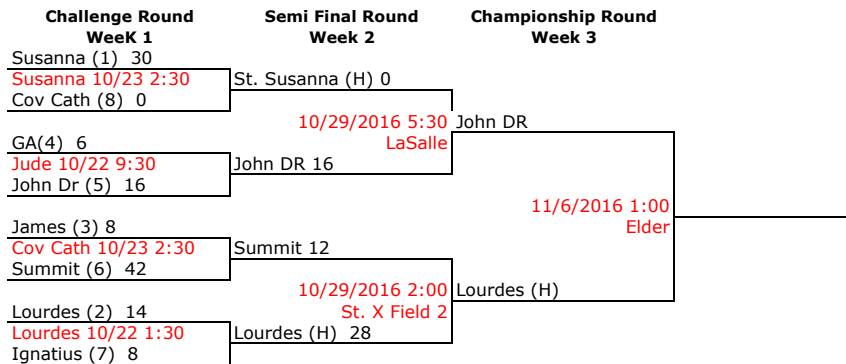 Challenge Round
WeeK 1
Semi Final Round
Week 2
Championship Round
Week 3
Susanna (1) 30
Susanna 10/23 2:30
Cov Cath (8) 0
St. Susanna (H) 0
GA(4) 6
Jude 10/22 9:30
John Dr (5) 16
John DR 16
10/29/2016 5:30
LaSalle
John DR
James (3) 8
Cov Cath 10/23 2:30
Summit (6) 42
Summit 12
Lourdes (2) 14
Lourdes 10/22 1:30
Ignatius (7) 8
Lourdes (H) 28
10/29/2016 2:00
St. X Field 2
Lourdes (H)
11/6/2016 1:00
Elder